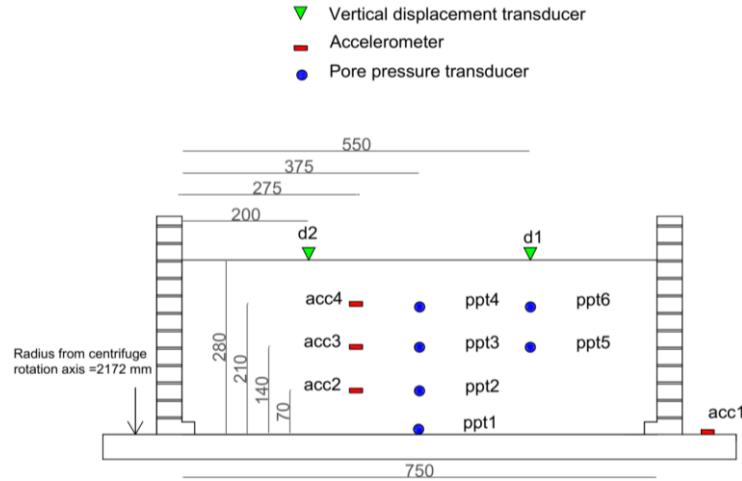 Vertical displacement transducer
Accelerometer
Pore pressure transducer
550
375
275
200
d2
d1
acc4
ppt4
ppt6
acc3
ppt3
ppt5
acc2
ppt2
ppt1
acc1
280
210
140
70
Radius from centrifuge
rotation axis =2172 mm
750